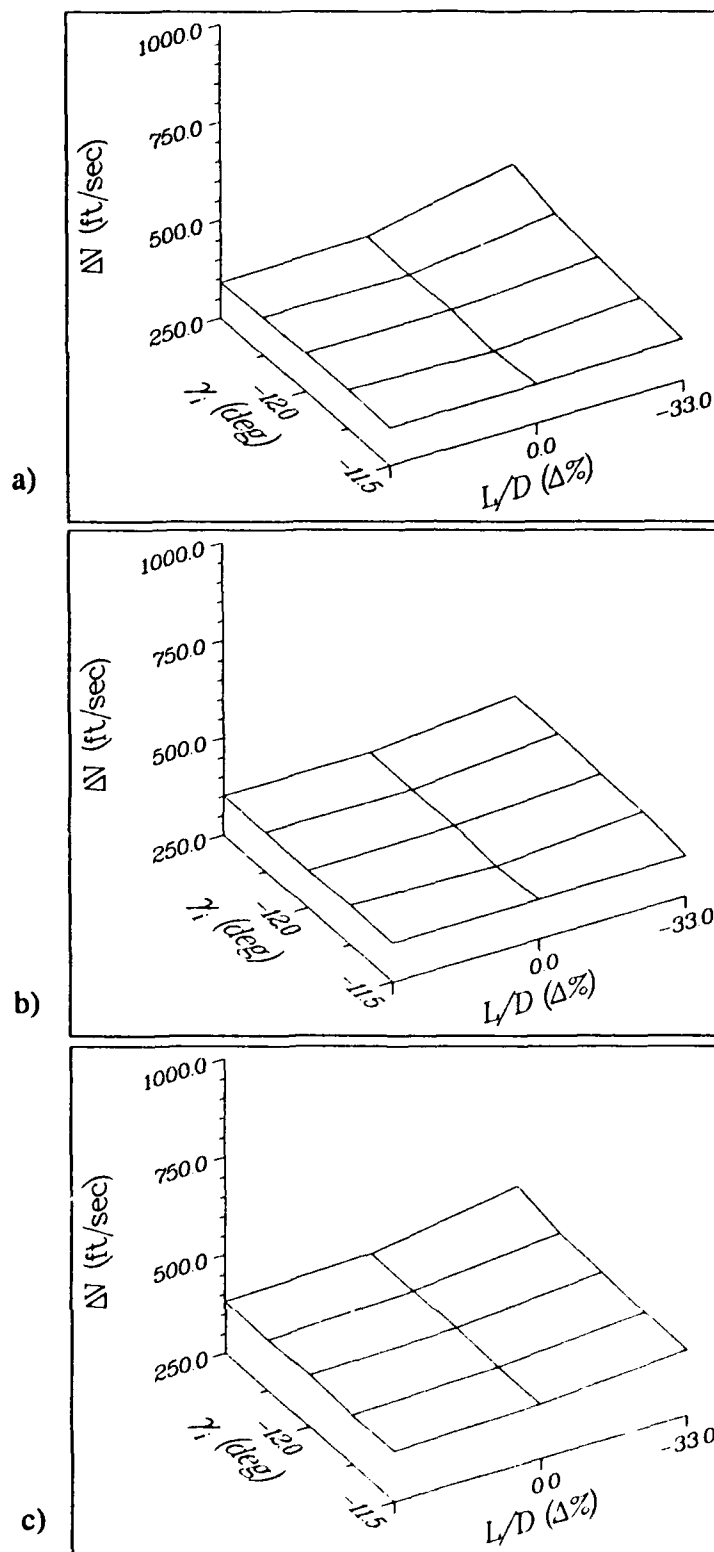 1000.0
750.0
500.0
250.0
ΔV (ft/sec)
γi (deg)
-12.0
-11.5
0.0
-33.0
L/D (Δ%)
a)
1000.0
750.0
500.0
250.0
ΔV (ft/sec)
γi (deg)
-12.0
-11.5
0.0
-33.0
L/D (Δ%)
b)
1000.0
750.0
500.0
250.0
ΔV (ft/sec)
γi (deg)
-12.0
-11.5
0.0
-33.0
L/D (Δ%)
c)